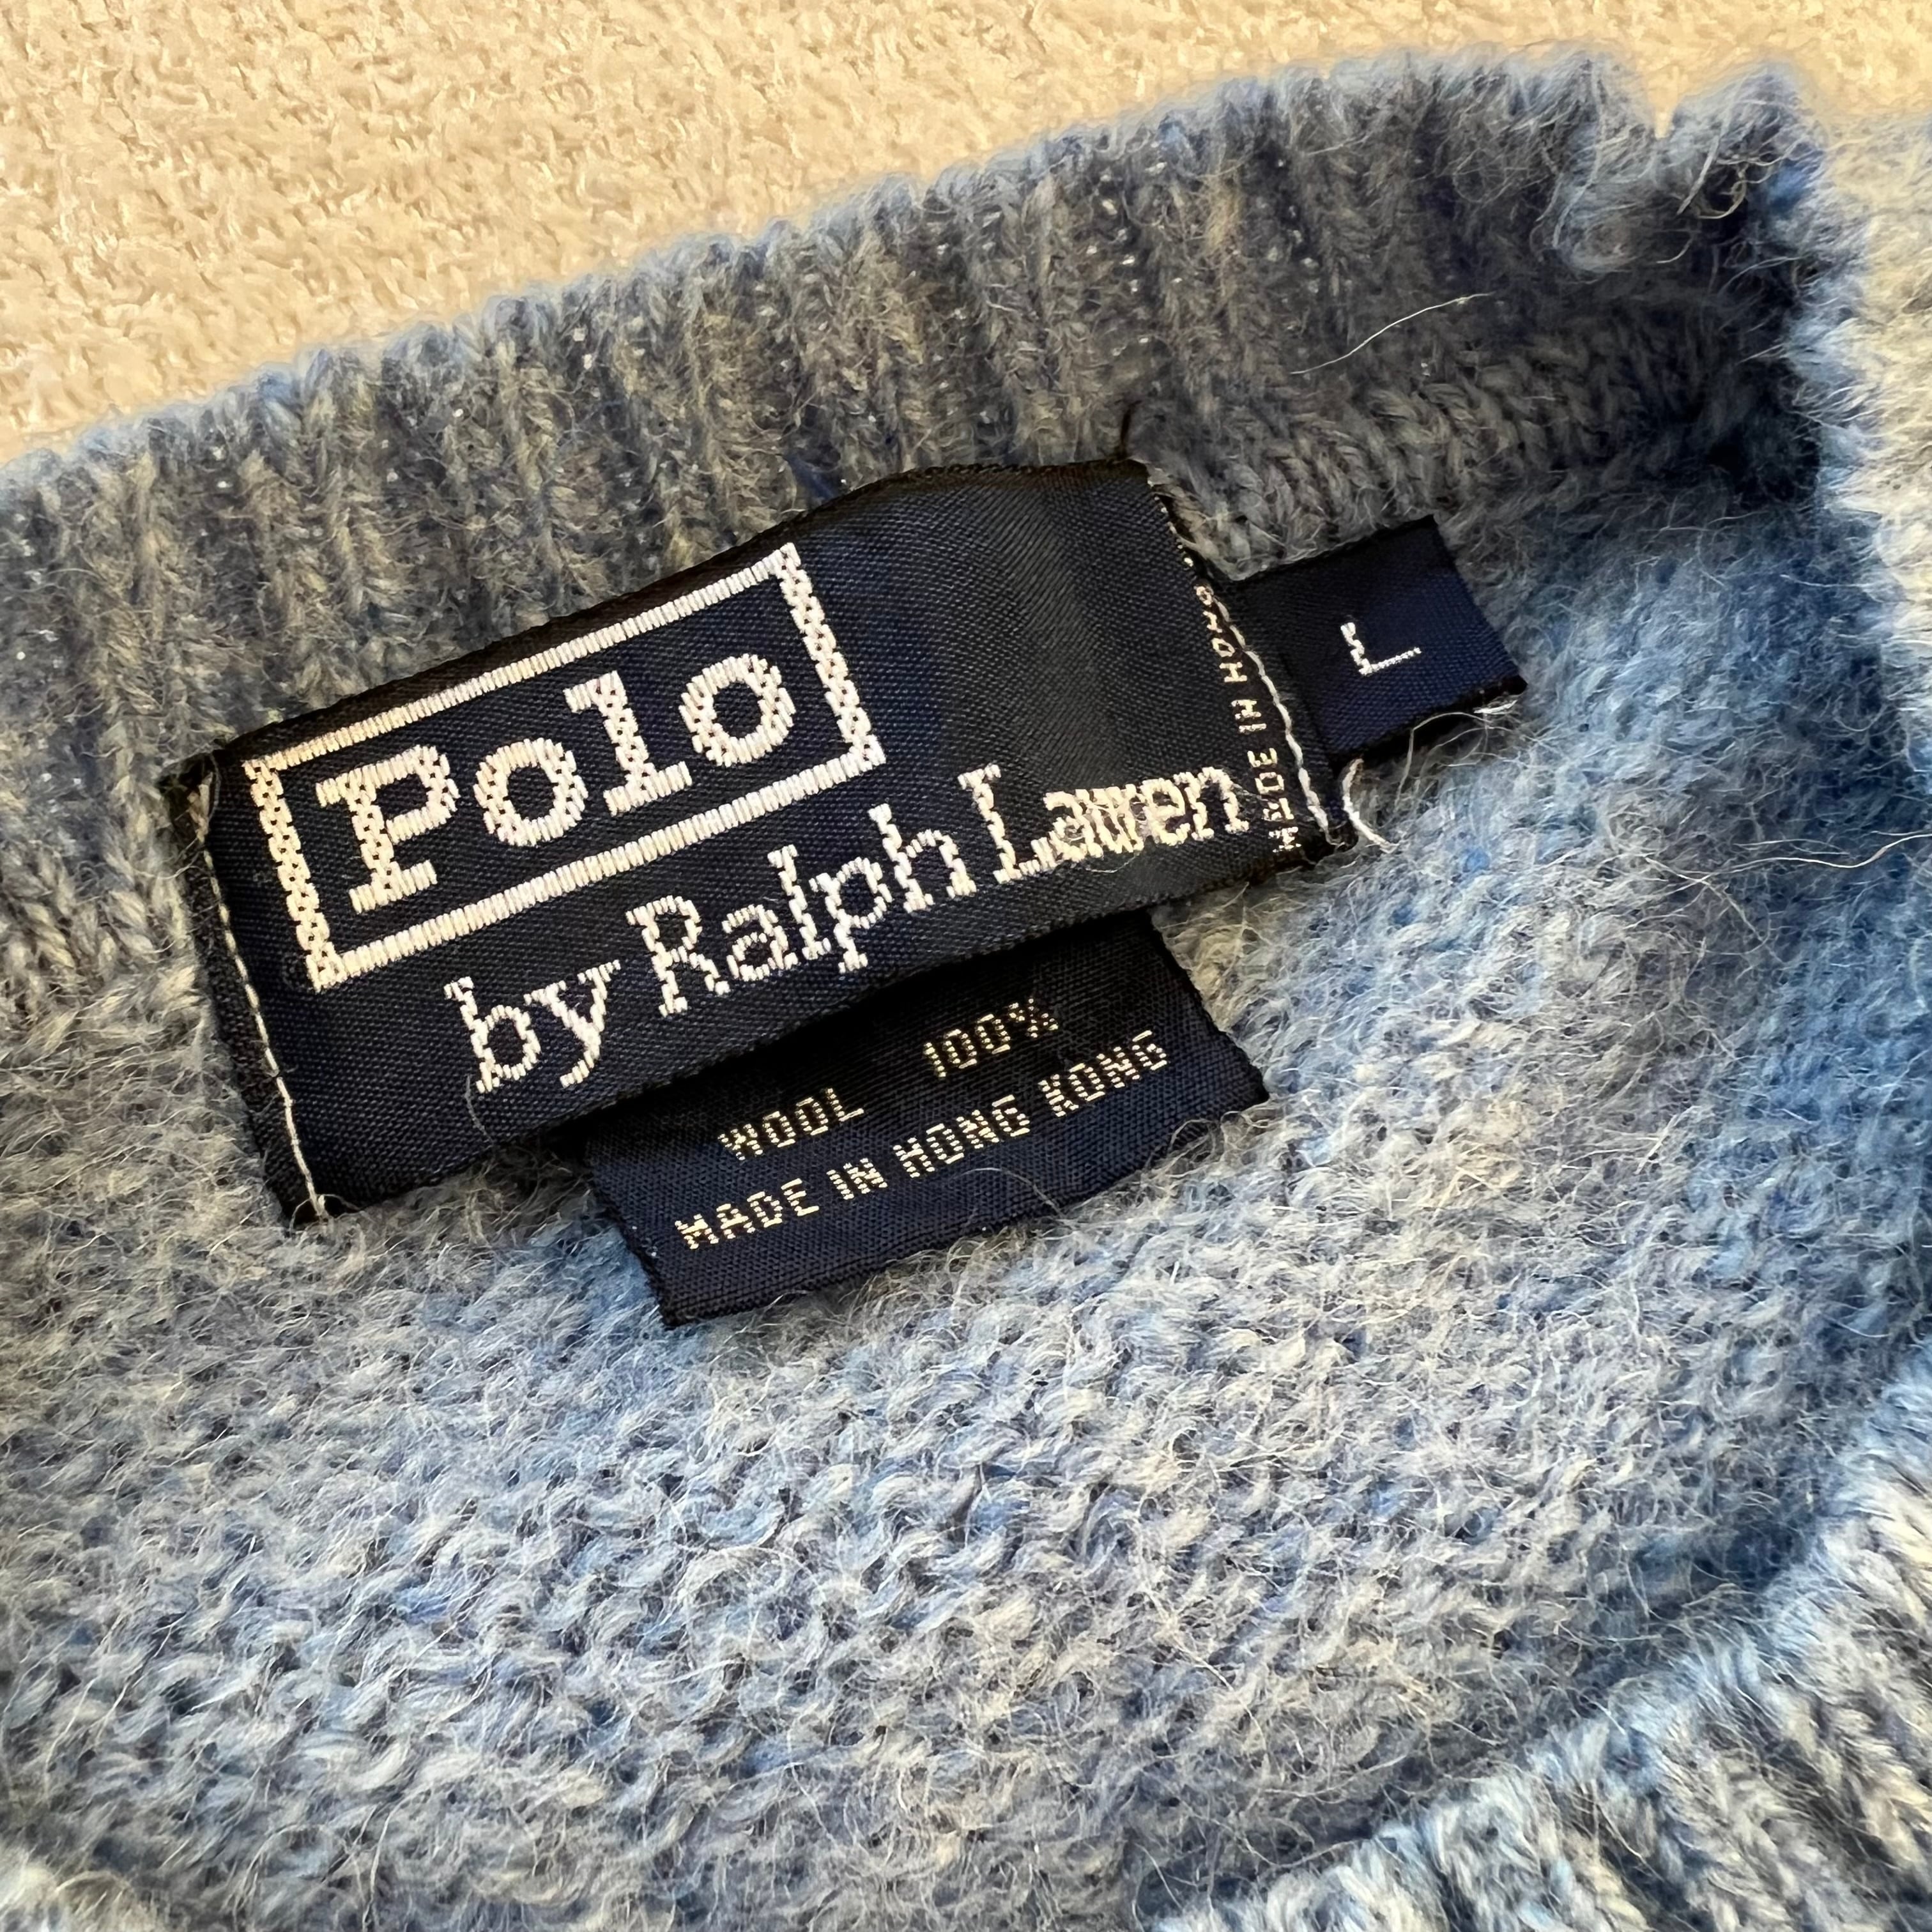 Polo
by Ralph Lauren
MADE IN HONG
L
WOOL 100%
MADE IN HONG KONG